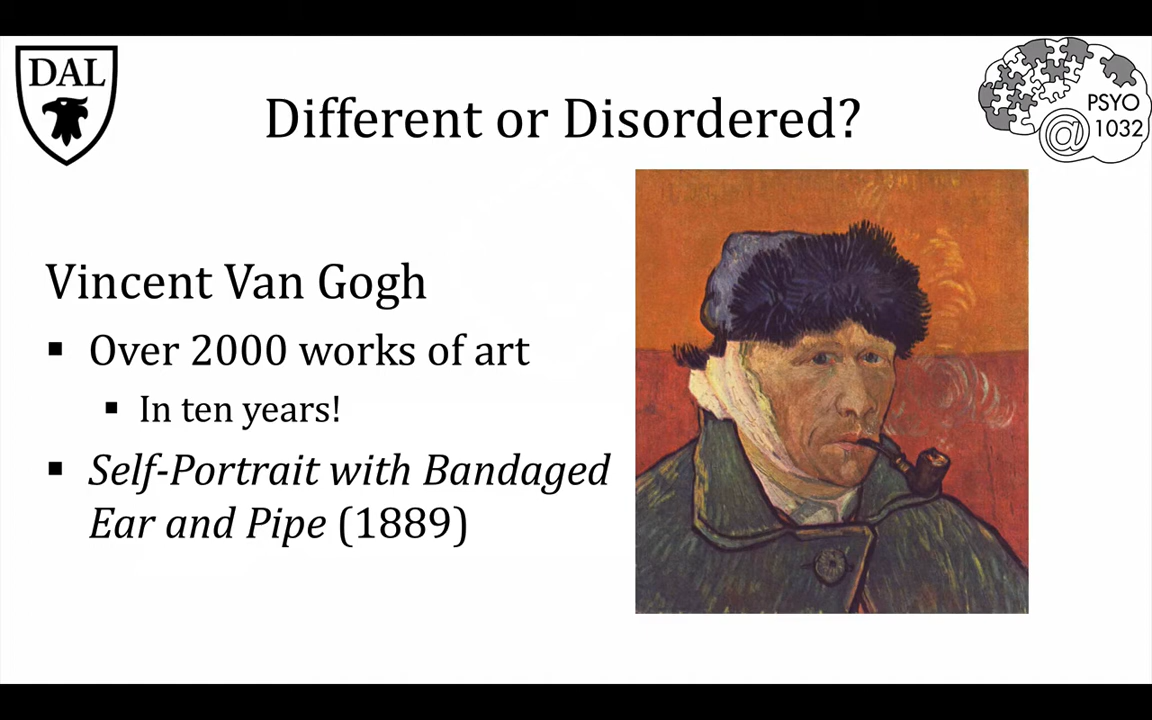 DAL
Different or Disordered?
PSYO
@ 1032
Vincent Van Gogh
▪ Over 2000 works of art
▪ In ten years!
▪ Self-Portrait with Bandaged
Ear and Pipe (1889)